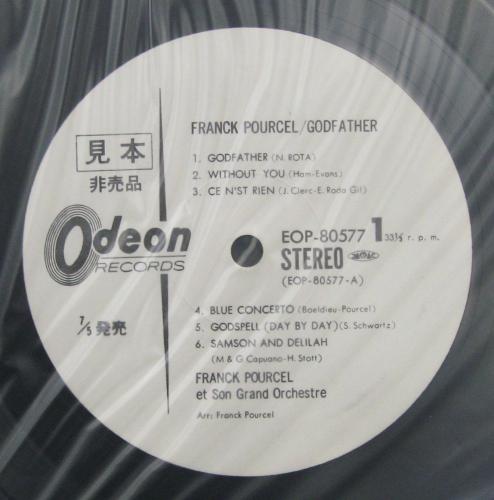 FRANCK POURCEL/GODFATHER
見本
非売品
1. GODFATHER (N. ROTA)
2. WITHOUT YOU (Ham-Evans)
3. CE N'ST RIEN (J. Clerc-E. Roda Gil)
Odeon
RECORDS
EOP-80577 1 33⅓ r. p. m.
STEREO
(EOP-80577-A)
7/5 発売
4. BLUE CONCERTO (Boeldieu-Pourcel)
5. GODSPELL (DAY BY DAY) (S. Schwartz)
6. SAMSON AND DELILAH
(M & G Capuano-H. Stott)
FRANCK POURCEL
et Son Grand Orchestre
Arr: Franck Pourcel